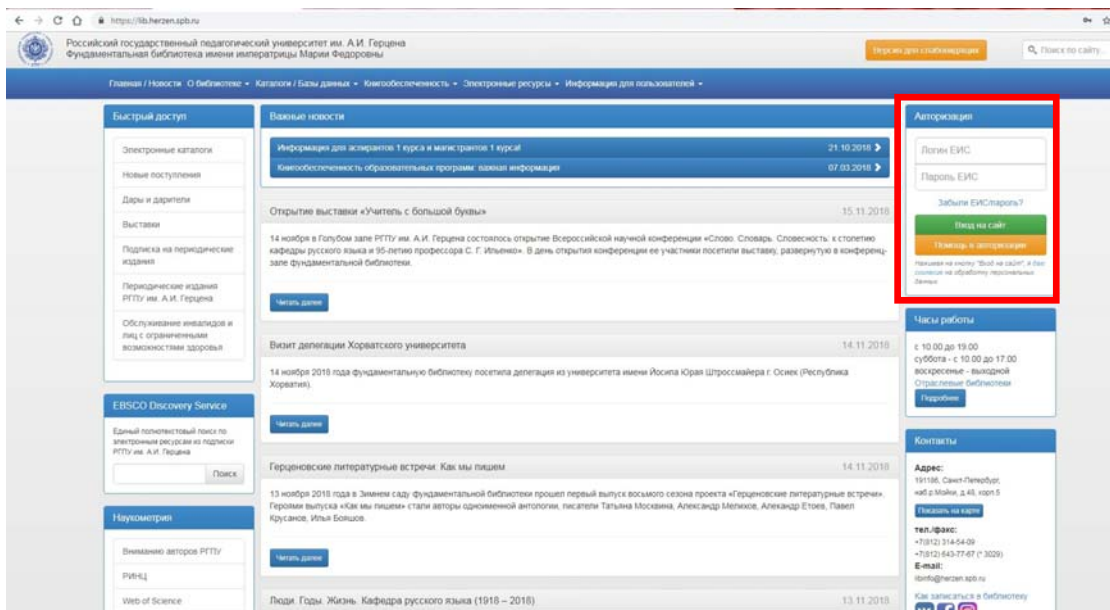 https://lib.herzen.spb.ru
Российский государственный педагогический университет им. А.И. Герцена
Фундаментальная библиотека имени императрицы Марии Федоровны
Версия для слабовидящих
Поиск по сайту...
Главная / Новости О библиотеке Каталоги / Базы данных Книгообеспеченность Электронные ресурсы Информация для пользователей
Быстрый доступ
Электронные каталоги
Новые поступления
Дары и дарители
Выставки
Подписка на периодические
издания
Периодические издания
РГПУ им. А.И. Герцена
Обслуживание инвалидов и
лиц с ограниченными
возможностями здоровья
EBSCO Discovery Service
Единый полнотекстовый поиск по
электронным ресурсам из подписки
РГПУ им. А.И. Герцена
Поиск
Наукометрия
Вниманию авторов РГПУ
РИНЦ
Web of Science
Важные новости
Информация для аспирантов 1 курса и магистрантов 1 курса! 21.10.2018
Книгообеспеченность образовательных программ: важная информация 07.03.2018
Открытие выставки «Учитель с большой буквы» 15.11.2018
14 ноября в Голубом зале РГПУ им. А.И. Герцена состоялось открытие Всероссийской научной конференции «Слово. Словарь. Словесность: к столетию
кафедры русского языка и 95-летию профессора С. Г. Ильенко». В день открытия конференции ее участники посетили выставку, развернутую в конференц-
зале фундаментальной библиотеки.
Читать далее
Визит делегации Хорватского университета 14.11.2018
14 ноября 2018 года фундаментальную библиотеку посетила делегация из университета имени Йосипа Юрая Штроссмайера г. Осиек (Республика
Хорватия).
Читать далее
Герценовские литературные встречи. Как мы пишем 14.11.2018
13 ноября 2018 года в Зимнем саду фундаментальной библиотеки прошел первый выпуск восьмого сезона проекта «Герценовские литературные встречи».
Героями выпуска «Как мы пишем» стали авторы одноименной антологии, писатели Татьяна Москвина, Александр Мелихов, Алекандр Етоев, Павел
Крусанов, Илья Бояшов.
Читать далее
Люди. Годы. Жизнь. Кафедра русского языка (1918 – 2018) 13.11.2018
Авторизация
Логин ЕИС
Пароль ЕИС
Забыли ЕИС/пароль?
Вход на сайт
Помощь в авторизации
Нажимая на кнопку "Вход на сайт", я даю
согласие на обработку персональных
данных
Часы работы
с 10.00 до 19.00
суббота - с 10.00 до 17.00
воскресенье - выходной
Отраслевые библиотеки
Подробнее
Контакты
Адрес:
191186, Санкт-Петербург,
наб.р.Мойки, д.48, корп.5
Показать на карте
тел./факс:
+7(812) 314-54-09
+7(812) 643-77-67 (* 3029)
E-mail:
libinfo@herzen.spb.ru
Как записаться в библиотеку